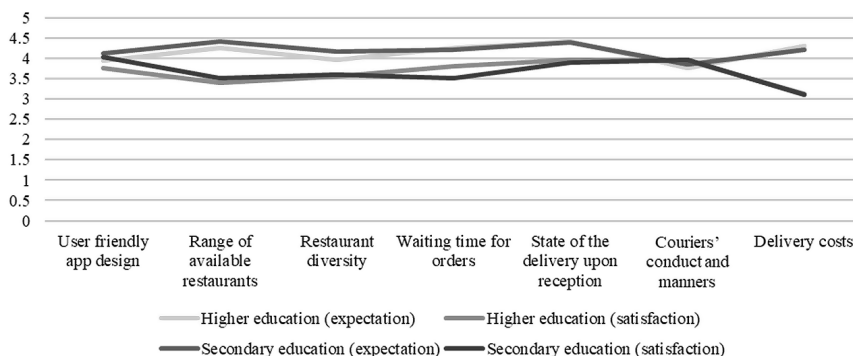 5
4.5
4
3.5
3
2.5
2
1.5
1
0.5
0
User friendly
app design
Range of
available
restaurants
Restaurant
diversity
Waiting time for
orders
State of the
delivery upon
reception
Couriers’
conduct and
manners
Delivery costs
Higher education (expectation)
Higher education (satisfaction)
Secondary education (expectation)
Secondary education (satisfaction)